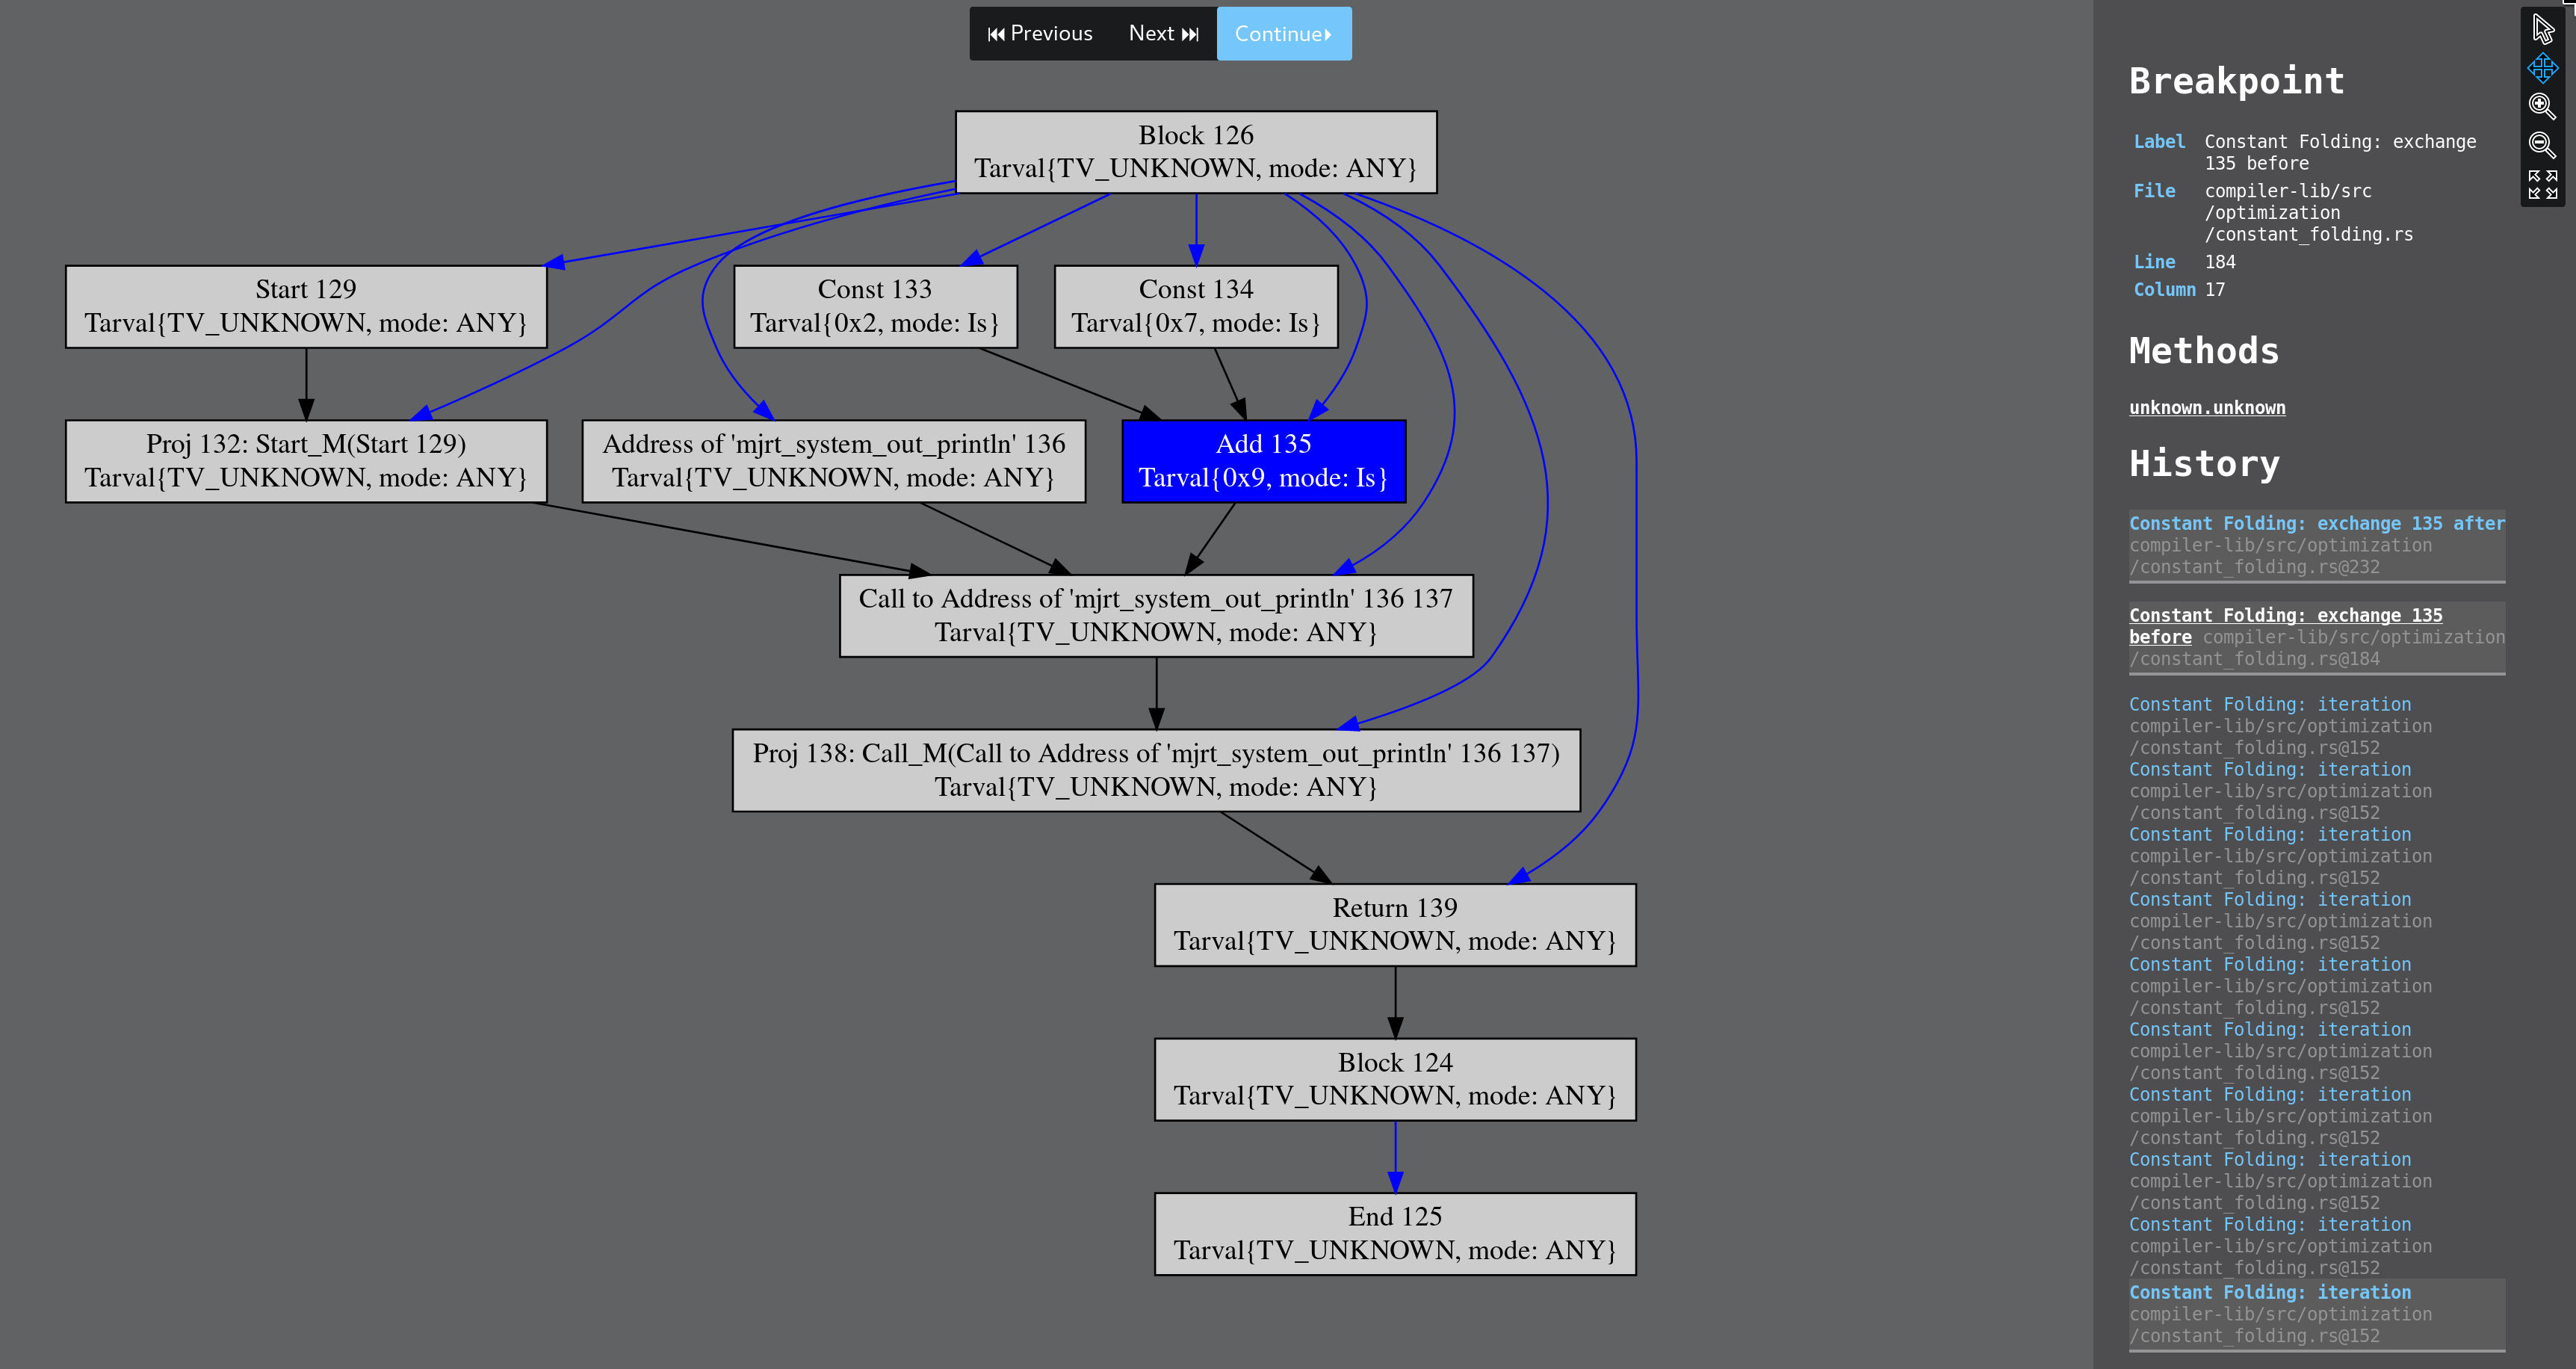 Previous Next Continue
Block 126
Tarval{TV_UNKNOWN, mode: ANY}
Start 129
Tarval{TV_UNKNOWN, mode: ANY}
Const 133
Tarval{0x2, mode: Is}
Const 134
Tarval{0x7, mode: Is}
Proj 132: Start_M(Start 129)
Tarval{TV_UNKNOWN, mode: ANY}
Address of 'mjrt_system_out_println' 136
Tarval{TV_UNKNOWN, mode: ANY}
Add 135
Tarval{0x9, mode: Is}
Call to Address of 'mjrt_system_out_println' 136 137
Tarval{TV_UNKNOWN, mode: ANY}
Proj 138: Call_M(Call to Address of 'mjrt_system_out_println' 136 137)
Tarval{TV_UNKNOWN, mode: ANY}
Return 139
Tarval{TV_UNKNOWN, mode: ANY}
Block 124
Tarval{TV_UNKNOWN, mode: ANY}
End 125
Tarval{TV_UNKNOWN, mode: ANY}
Breakpoint
Label Constant Folding: exchange
135 before
File compiler-lib/src
/optimization
/constant_folding.rs
Line 184
Column 17
Methods
unknown.unknown
History
Constant Folding: exchange 135 after
compiler-lib/src/optimization
/constant_folding.rs@232
Constant Folding: exchange 135
before compiler-lib/src/optimization
/constant_folding.rs@184
Constant Folding: iteration
compiler-lib/src/optimization
/constant_folding.rs@152
Constant Folding: iteration
compiler-lib/src/optimization
/constant_folding.rs@152
Constant Folding: iteration
compiler-lib/src/optimization
/constant_folding.rs@152
Constant Folding: iteration
compiler-lib/src/optimization
/constant_folding.rs@152
Constant Folding: iteration
compiler-lib/src/optimization
/constant_folding.rs@152
Constant Folding: iteration
compiler-lib/src/optimization
/constant_folding.rs@152
Constant Folding: iteration
compiler-lib/src/optimization
/constant_folding.rs@152
Constant Folding: iteration
compiler-lib/src/optimization
/constant_folding.rs@152
Constant Folding: iteration
compiler-lib/src/optimization
/constant_folding.rs@152
Constant Folding: iteration
compiler-lib/src/optimization
/constant_folding.rs@152